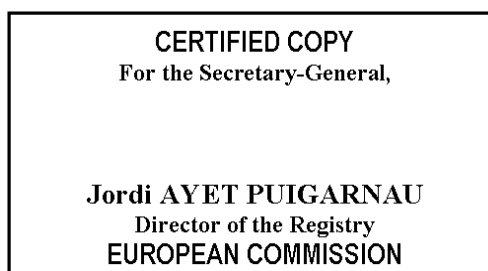 CERTIFIED COPY
For the Secretary-General,
Jordi AYET PUIGARNAU
Director of the Registry
EUROPEAN COMMISSION